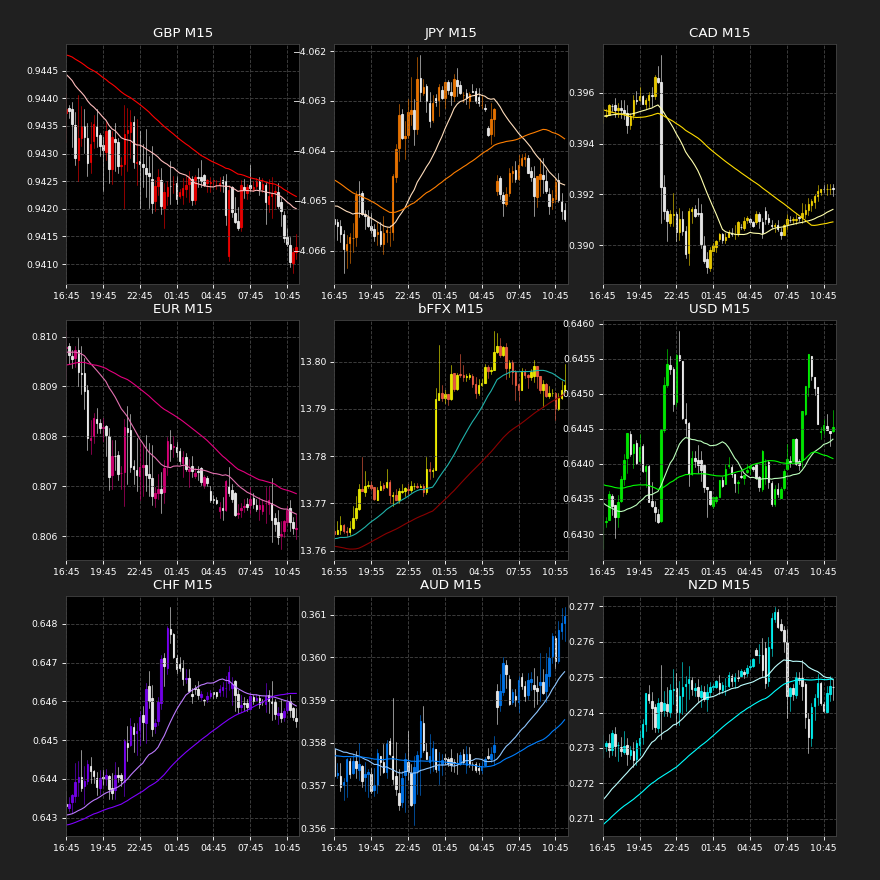 GBP M15
0.9445
0.9440
0.9435
0.9430
0.9425
0.9420
0.9415
0.9410
16:45 19:45 22:45 01:45 04:45 07:45 10:45
JPY M15
−4.062
−4.063
−4.064
−4.065
−4.066
16:45 19:45 22:45 01:45 04:45 07:45 10:45
CAD M15
0.396
0.394
0.392
0.390
16:45 19:45 22:45 01:45 04:45 07:45 10:45
EUR M15
0.810
0.809
0.808
0.807
0.806
16:45 19:45 22:45 01:45 04:45 07:45 10:45
bFFX M15
13.80
13.79
13.78
13.77
13.76
16:55 19:55 22:55 01:55 04:55 07:55 10:55
USD M15
0.6460
0.6455
0.6450
0.6445
0.6440
0.6435
0.6430
16:45 19:45 22:45 01:45 04:45 07:45 10:45
CHF M15
0.648
0.647
0.646
0.645
0.644
0.643
16:45 19:45 22:45 01:45 04:45 07:45 10:45
AUD M15
0.361
0.360
0.359
0.358
0.357
0.356
16:45 19:45 22:45 01:45 04:45 07:45 10:45
NZD M15
0.277
0.276
0.275
0.274
0.273
0.272
0.271
16:45 19:45 22:45 01:45 04:45 07:45 10:45